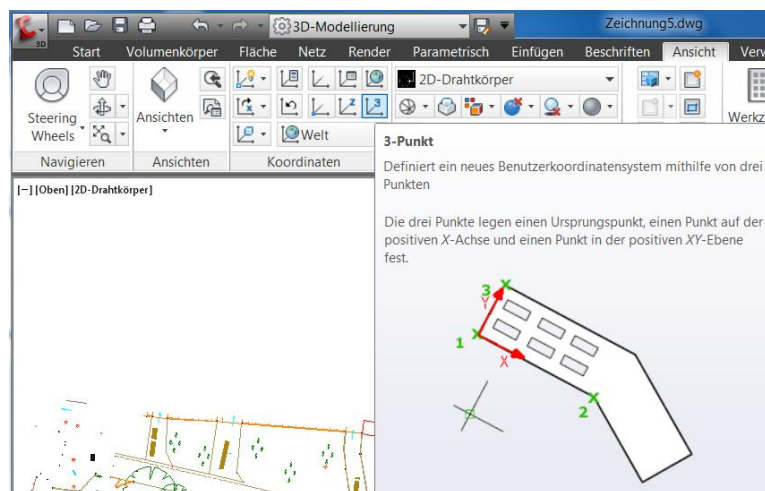 3D-Modellierung
Zeichnung5.dwg
3D
Start Volumenkörper Fläche Netz Render Parametrisch Einfügen Beschriften Ansicht
Steering
Wheels
Ansichten
Welt
2D-Drahtkörper
Navigieren Ansichten Koordinaten
[−] [Oben] [2D-Drahtkörper]
3-Punkt
Definiert ein neues Benutzerkoordinatensystem mithilfe von drei
Punkten
Die drei Punkte legen einen Ursprungspunkt, einen Punkt auf der
positiven X-Achse und einen Punkt in der positiven XY-Ebene
fest.
3
Y
1
X
2